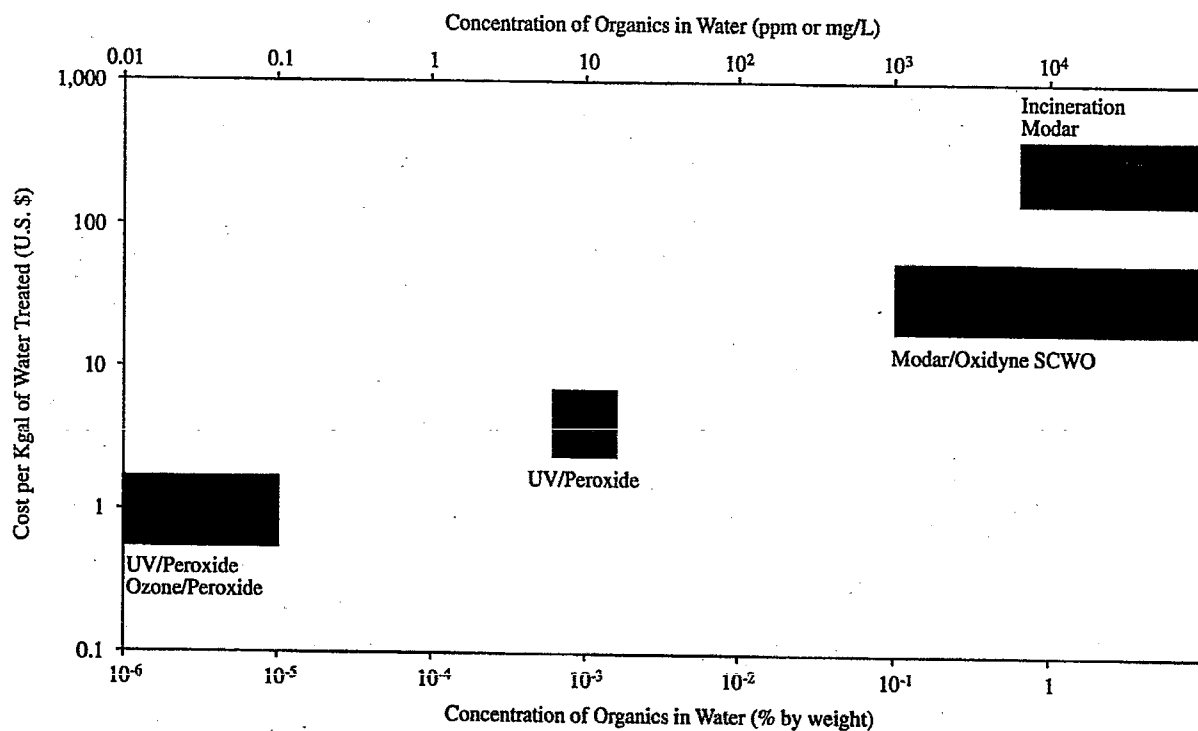 Concentration of Organics in Water (ppm or mg/L)
0.01 0.1 1 10 10² 10³ 10⁴
1,000
Incineration
Modar
100
10
Modar/Oxidyne SCWO
UV/Peroxide
1
UV/Peroxide
Ozone/Peroxide
0.1
10⁻⁶ 10⁻⁵ 10⁻⁴ 10⁻³ 10⁻² 10⁻¹ 1
Concentration of Organics in Water (% by weight)
Cost per Kgal of Water Treated (U.S. $)